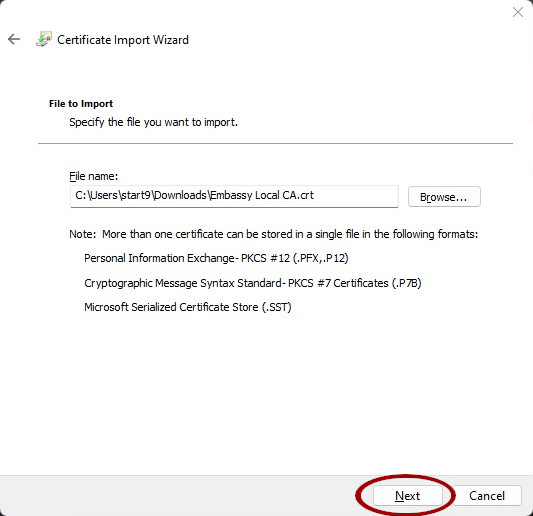 Certificate Import Wizard
File to Import
Specify the file you want to import.
File name:
C:\Users\start9\Downloads\Embassy Local CA.crt
Browse...
Note: More than one certificate can be stored in a single file in the following formats:
Personal Information Exchange- PKCS #12 (.PFX,.P12)
Cryptographic Message Syntax Standard- PKCS #7 Certificates (.P7B)
Microsoft Serialized Certificate Store (.SST)
Next
Cancel